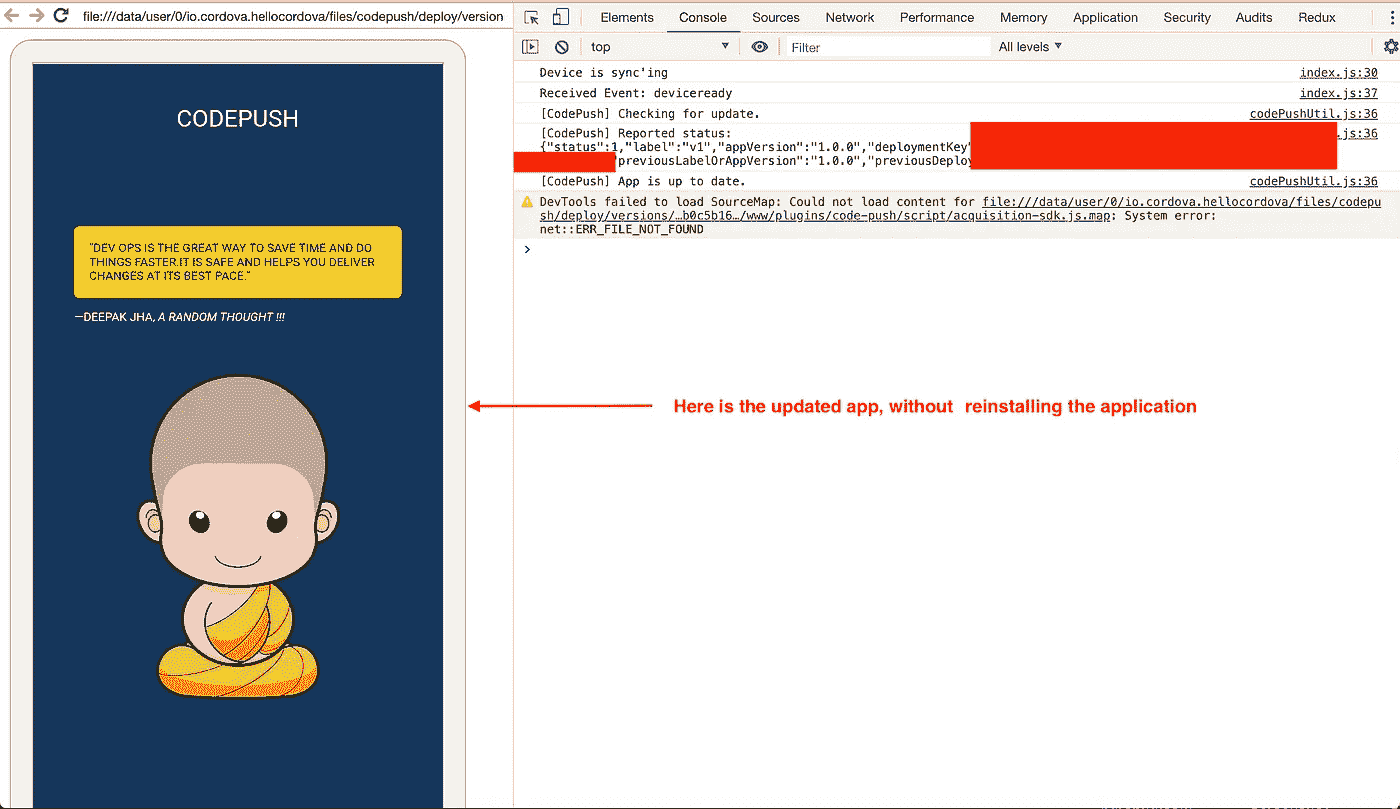 file:///data/user/0/io.cordova.hellocordova/files/codepush/deploy/version
Elements Console Sources Network Performance Memory Application Security Audits Redux
top Filter All levels
Device is sync'ing index.js:30
Received Event: deviceready index.js:37
[CodePush] Checking for update. codePushUtil.js:36
[CodePush] Reported status: .js:36
{"status":1,"label":"v1","appVersion":"1.0.0","deploymentKey"
"previousLabelOrAppVersion":"1.0.0","previousDeploy
[CodePush] App is up to date. codePushUtil.js:36
DevTools failed to load SourceMap: Could not load content for file:///data/user/0/io.cordova.hellocordova/files/codepu
sh/deploy/versions/…b0c5b16…/www/plugins/code-push/script/acquisition-sdk.js.map: System error:
net::ERR_FILE_NOT_FOUND
CODEPUSH
"DEV OPS IS THE GREAT WAY TO SAVE TIME AND DO
THINGS FASTER.IT IS SAFE AND HELPS YOU DELIVER
CHANGES AT ITS BEST PACE."
—DEEPAK JHA, A RANDOM THOUGHT !!!
Here is the updated app, without reinstalling the application